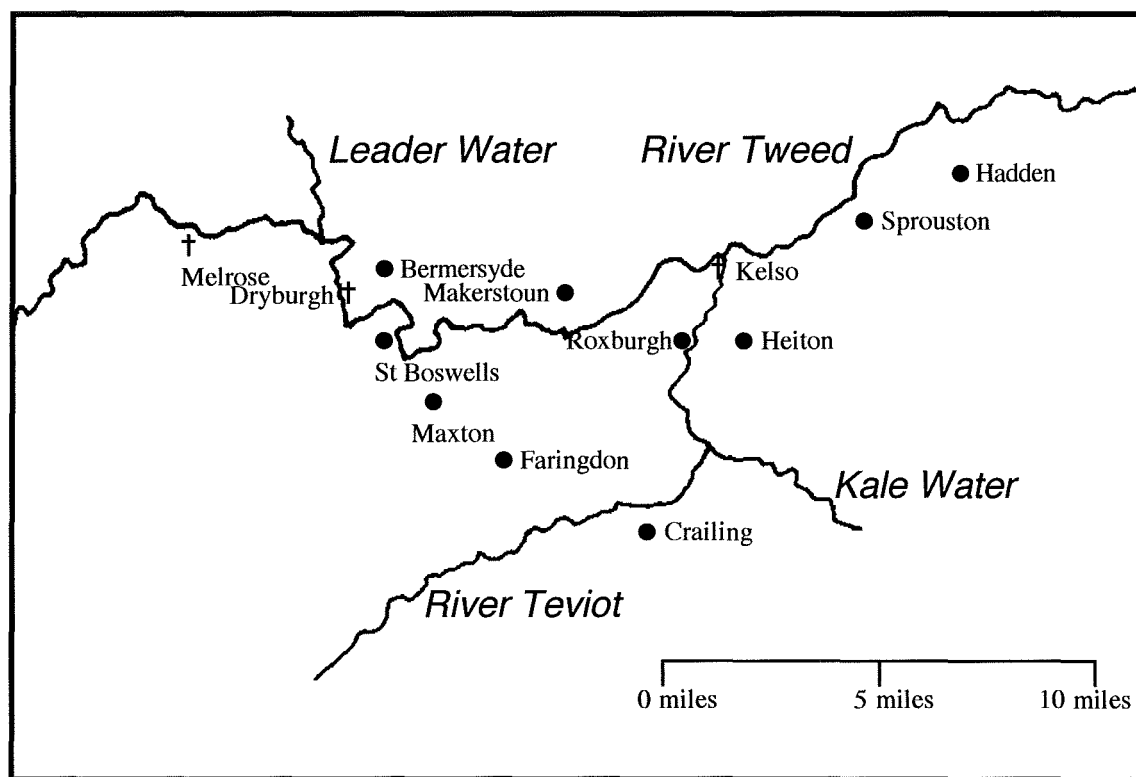 Leader Water
River Tweed
Hadden
Sprouston
Melrose
Bermersyde
Kelso
Dryburgh
Makerstoun
Roxburgh
Heiton
St Boswells
Maxton
Faringdon
Kale Water
Crailing
River Teviot
0 miles
5 miles
10 miles